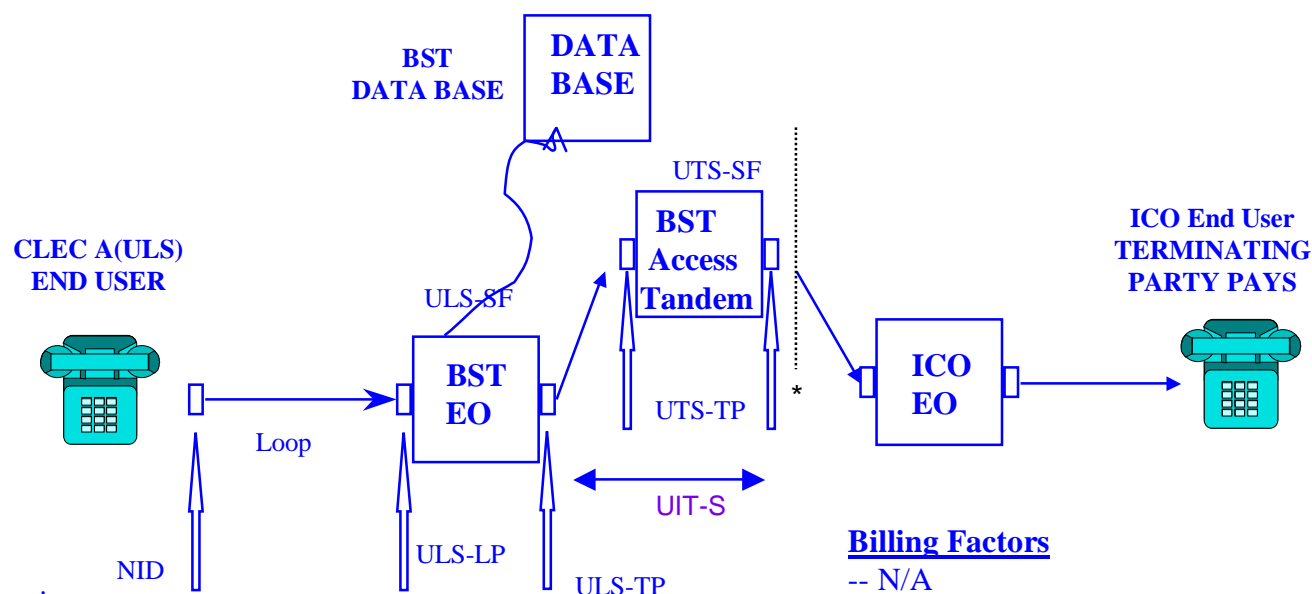 BST
DATA BASE
DATA
BASE
UTS-SF
CLEC A(ULS)
END USER
BST
Access
Tandem
ICO End User
TERMINATING
PARTY PAYS
ULS-SF
BST
EO
ICO
EO
*
UTS-TP
Loop
UIT-S
NID
ULS-LP
ULS-TP
Billing Factors
-- N/A